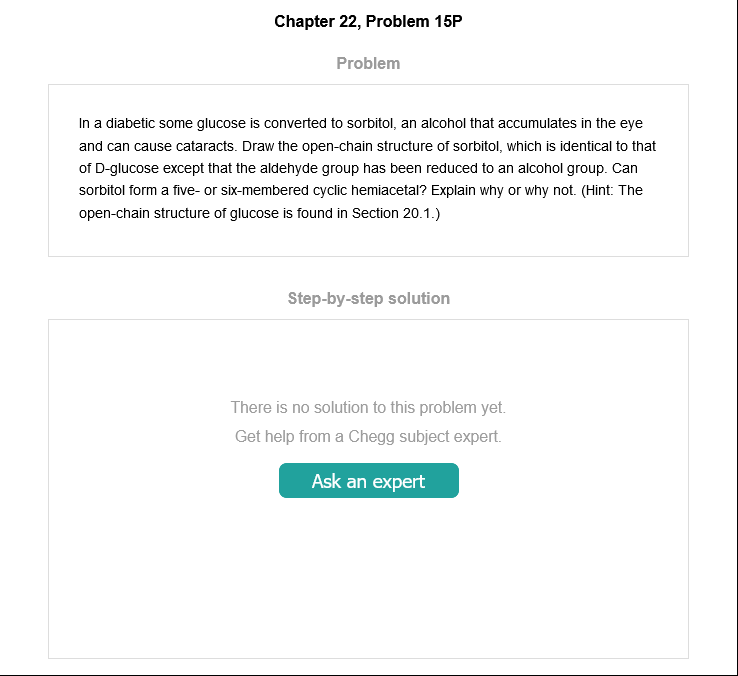 Chapter 22, Problem 15P
Problem
In a diabetic some glucose is converted to sorbitol, an alcohol that accumulates in the eye
and can cause cataracts. Draw the open-chain structure of sorbitol, which is identical to that
of D-glucose except that the aldehyde group has been reduced to an alcohol group. Can
sorbitol form a five- or six-membered cyclic hemiacetal? Explain why or why not. (Hint: The
open-chain structure of glucose is found in Section 20.1.)
Step-by-step solution
There is no solution to this problem yet.
Get help from a Chegg subject expert.
Ask an expert